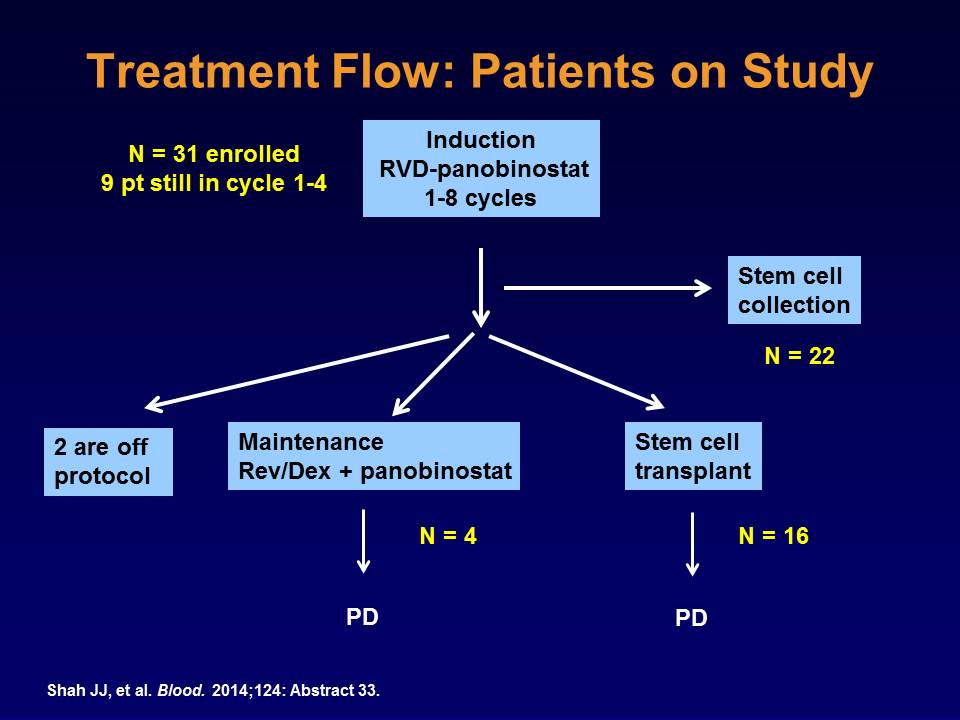 Treatment Flow: Patients on Study
N = 31 enrolled
9 pt still in cycle 1-4
Induction
RVD-panobinostat
1-8 cycles
Stem cell
collection
N = 22
2 are off
protocol
Maintenance
Rev/Dex + panobinostat
Stem cell
transplant
N = 4
N = 16
PD
PD
Shah JJ, et al. Blood. 2014;124: Abstract 33.